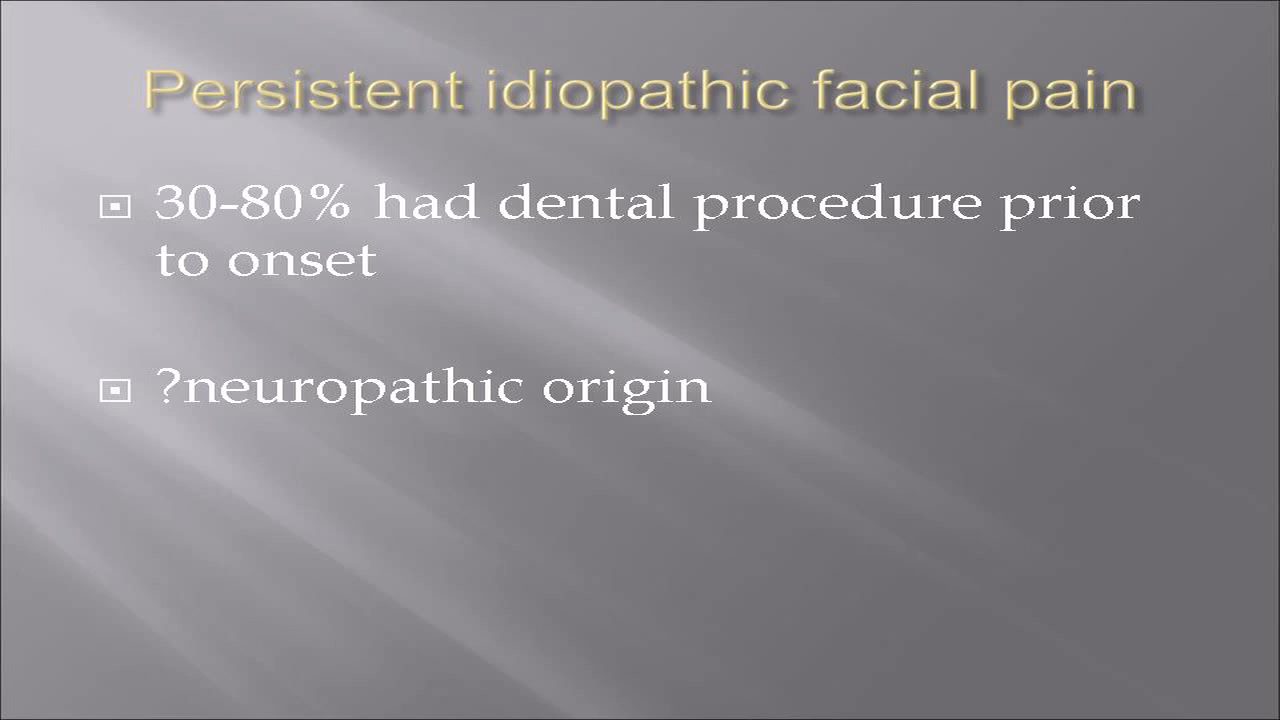 Persistent idiopathic facial pain
30-80% had dental procedure prior
to onset
?neuropathic origin